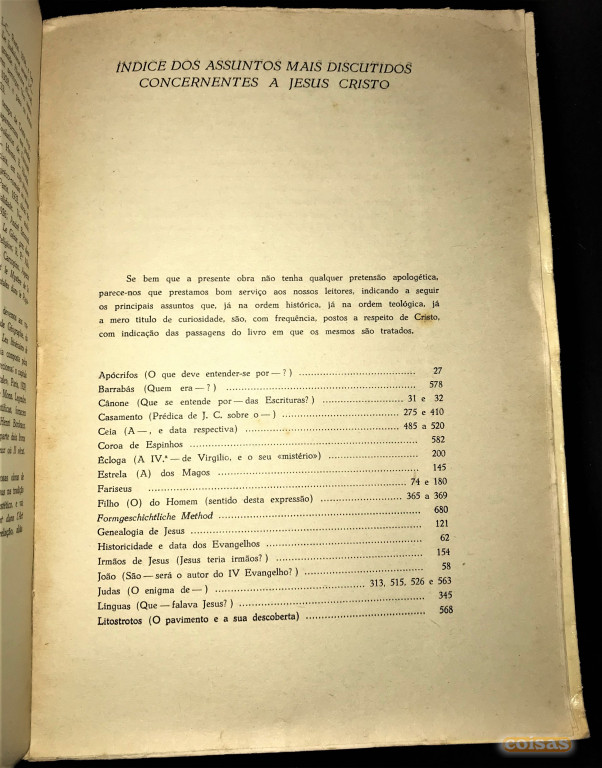 ÍNDICE DOS ASSUNTOS MAIS DISCUTIDOS
CONCERNENTES A JESUS CRISTO
Se bem que a presente obra não tenha qualquer pretensão apologética,
parece-nos que prestamos bom serviço aos nossos leitores, indicando a seguir
os principais assuntos que, já na ordem histórica, já na ordem teológica, já
a mero título de curiosidade, são, com frequência, postos a respeito de Cristo,
com indicação das passagens do livro em que os mesmos são tratados.
Apócrifos (O que deve entender-se por — ?) 27
Barrabás (Quem era — ?) 578
Cânone (Que se entende por — das Escrituras?) 31 e 32
Casamento (Prédica de J. C. sobre o —) 275 e 410
Ceia (A —, e data respectiva) 485 a 520
Coroa de Espinhos 582
Écloga (A IV.ª — de Virgílio, e o seu «mistério») 200
Estrela (A) dos Magos 145
Fariseus 74 e 180
Filho (O) do Homem (sentido desta expressão) 365 a 369
Formgeschichtliche Method 680
Genealogia de Jesus 121
Historicidade e data dos Evangelhos 62
Irmãos de Jesus (Jesus teria irmãos?) 154
João (São — será o autor do IV Evangelho?) 58
Judas (O enigma de —) 313, 515, 526 e 563
Línguas (Que — falava Jesus?) 345
Litostrotos (O pavimento e a sua descoberta) 568
coisas